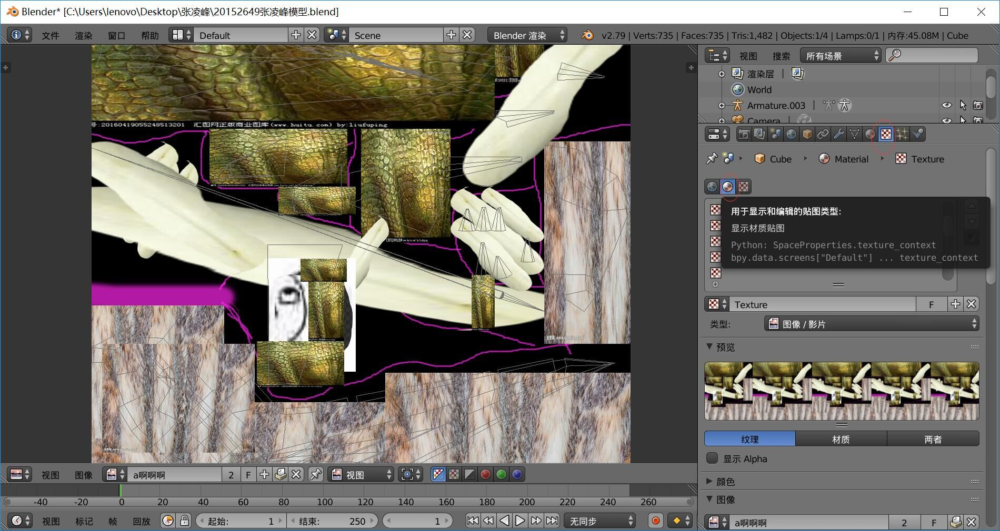 Blender* [C:\Users\lenovo\Desktop\张凌峰\20152649张凌峰模型.blend]
文件 渲染 窗口 帮助 Default Scene Blender 渲染 v2.79 | Verts:735 | Faces:735 | Tris:1,482 | Objects:1/4 | Lamps:0/1 | 内存:45.08M | Cube
视图 搜索 所有场景
渲染层
World
Armature.003
Camera
号:20160419055248513201 汇图网正版商业图库(www.huitu.com) by:liufuping
Cube Material Texture
用于显示和编辑的贴图类型:
显示材质贴图
Python: SpaceProperties.texture_context
bpy.data.screens["Default"] ... texture_context
Texture F
类型: 图像 / 影片
预览
纹理 材质 两者
显示 Alpha
颜色
图像
a啊啊啊 2 F
视图 图像 a啊啊啊 2 F 视图
-40 -20 0 20 40 60 80 100 120 140 160 180 200 220 240 260
视图 标记 帧 回放 起始: 1 结束: 250 1 无同步